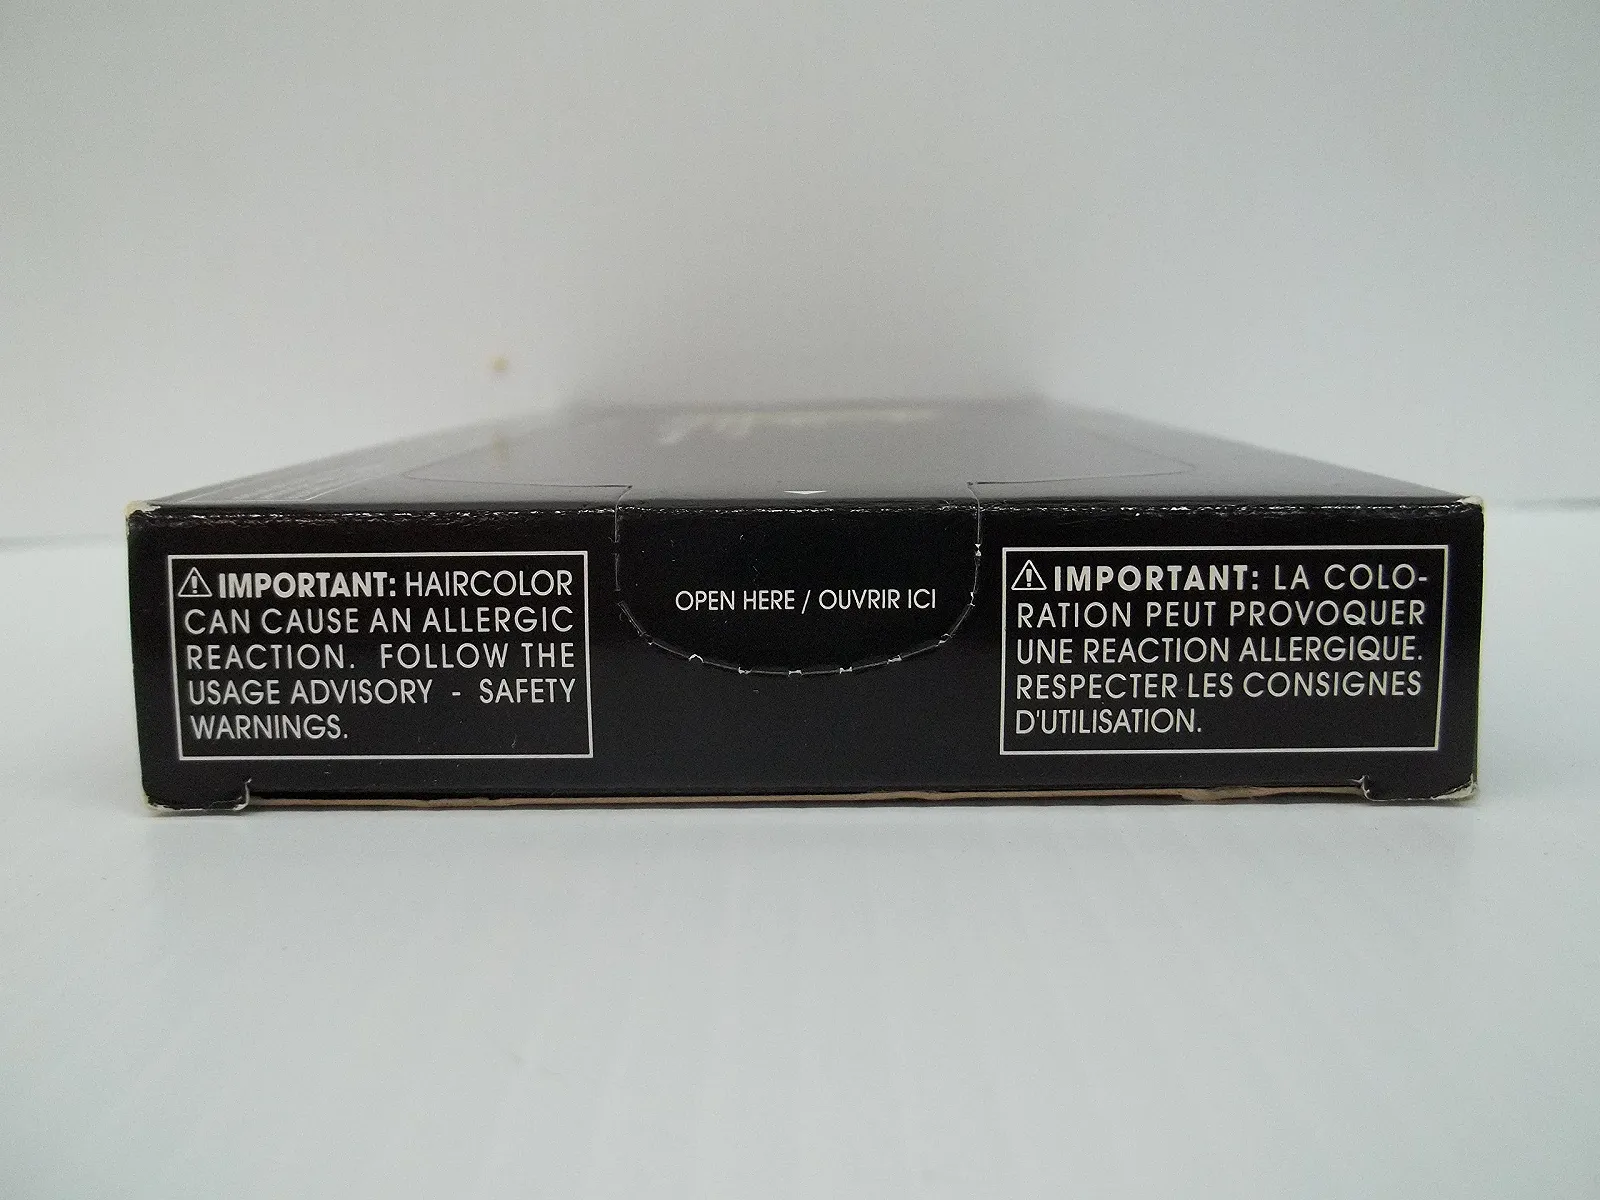 ⚠ IMPORTANT: HAIRCOLOR
CAN CAUSE AN ALLERGIC
REACTION. FOLLOW THE
USAGE ADVISORY - SAFETY
WARNINGS.
OPEN HERE / OUVRIR ICI
⚠ IMPORTANT: LA COLO-
RATION PEUT PROVOQUER
UNE REACTION ALLERGIQUE.
RESPECTER LES CONSIGNES
D'UTILISATION.